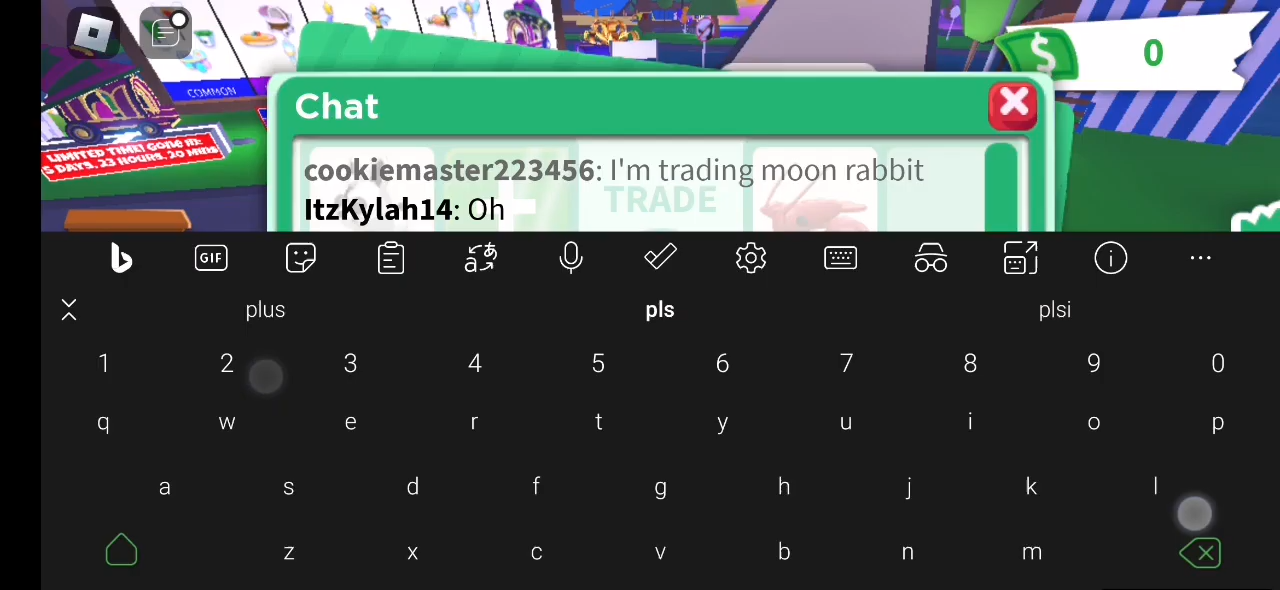 COMMON
$ 0
LIMITED TIME! GONE IN:
5 DAYS, 23 HOURS, 20 MINS
Chat
cookiemaster223456: I'm trading moon rabbit
TRADE
ItzKylah14: Oh
GIF
plus pls plsi
1 2 3 4 5 6 7 8 9 0
q w e r t y u i o p
a s d f g h j k l
z x c v b n m